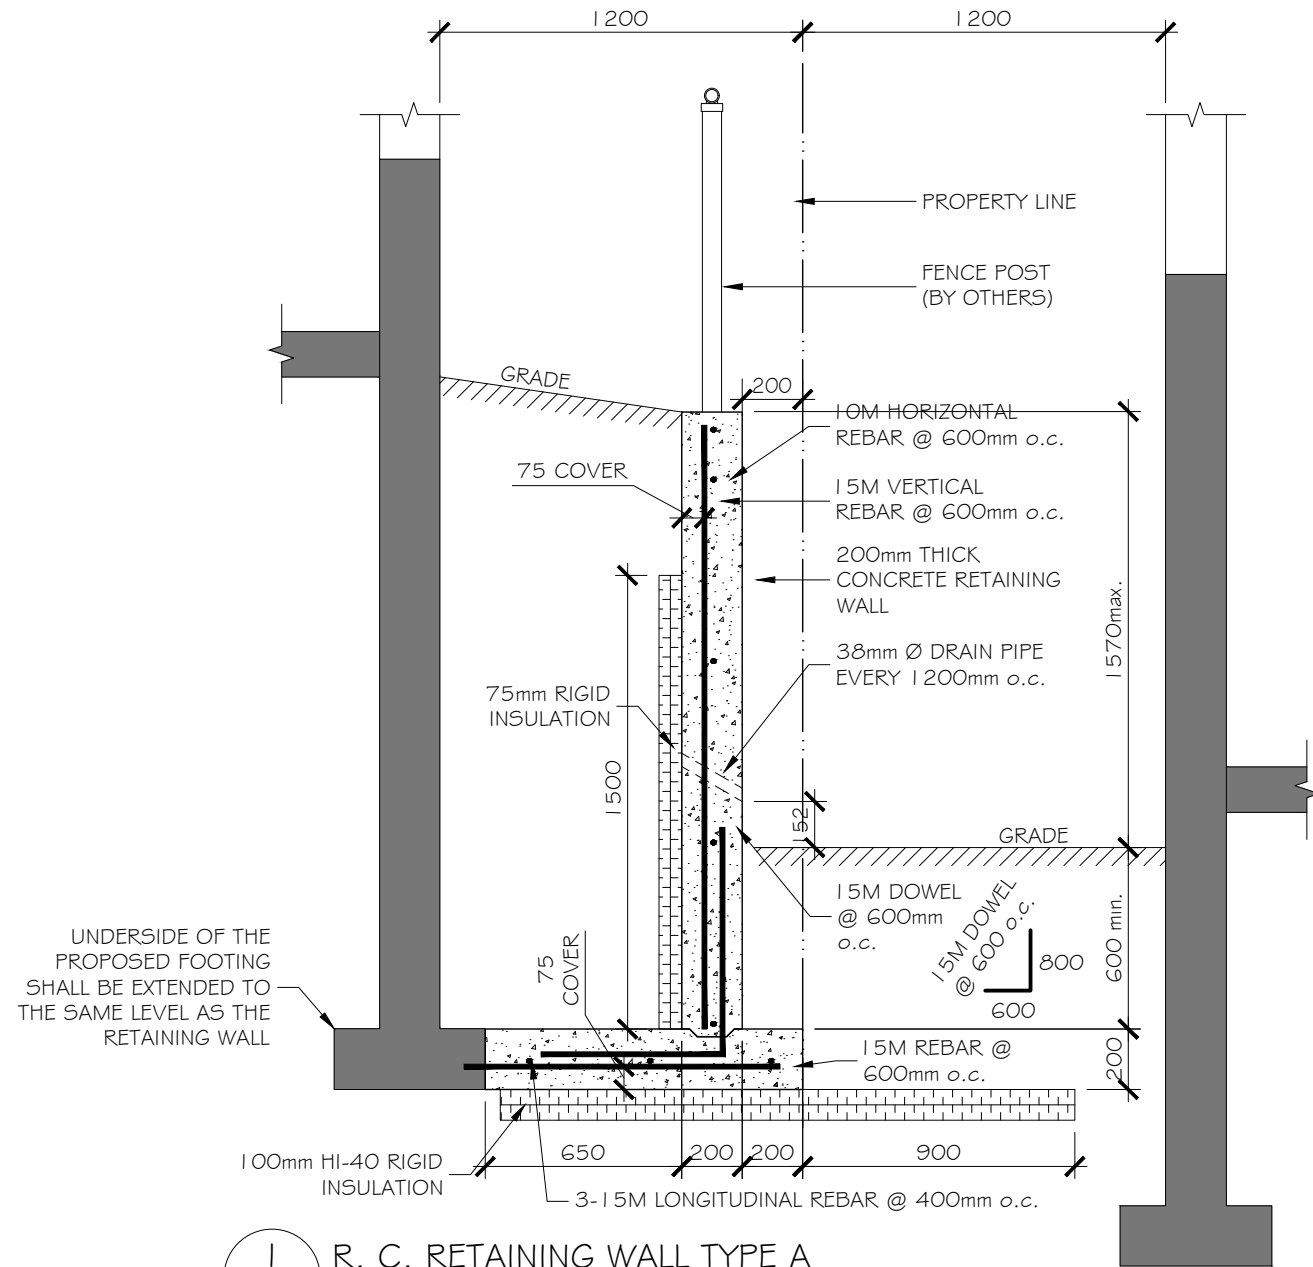 1200
1200
PROPERTY LINE
FENCE POST
(BY OTHERS)
GRADE
200
10M HORIZONTAL
REBAR @ 600mm o.c.
75 COVER
15M VERTICAL
REBAR @ 600mm o.c.
200mm THICK
CONCRETE RETAINING
WALL
1570max.
38mm Ø DRAIN PIPE
EVERY 1200mm o.c.
75mm RIGID
INSULATION
1500
152
GRADE
15M DOWEL
@ 600mm
o.c.
15M DOWEL
@ 600 o.c.
800
600
600 min.
UNDERSIDE OF THE
PROPOSED FOOTING
SHALL BE EXTENDED TO
THE SAME LEVEL AS THE
RETAINING WALL
75
COVER
15M REBAR @
600mm o.c.
200
650
200
200
900
100mm HI-40 RIGID
INSULATION
3-15M LONGITUDINAL REBAR @ 400mm o.c.
1
R. C. RETAINING WALL TYPE A